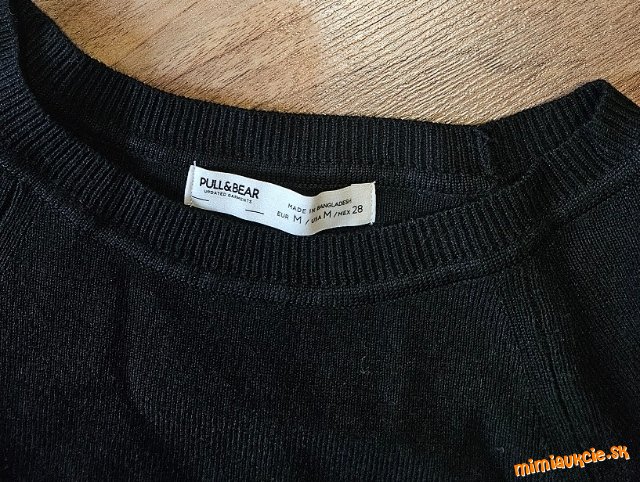 PULL&BEAR
UPDATED GARMENTS
MADE IN BANGLADESH
EUR M / USA M / MEX 28
mimiaukcie.sk